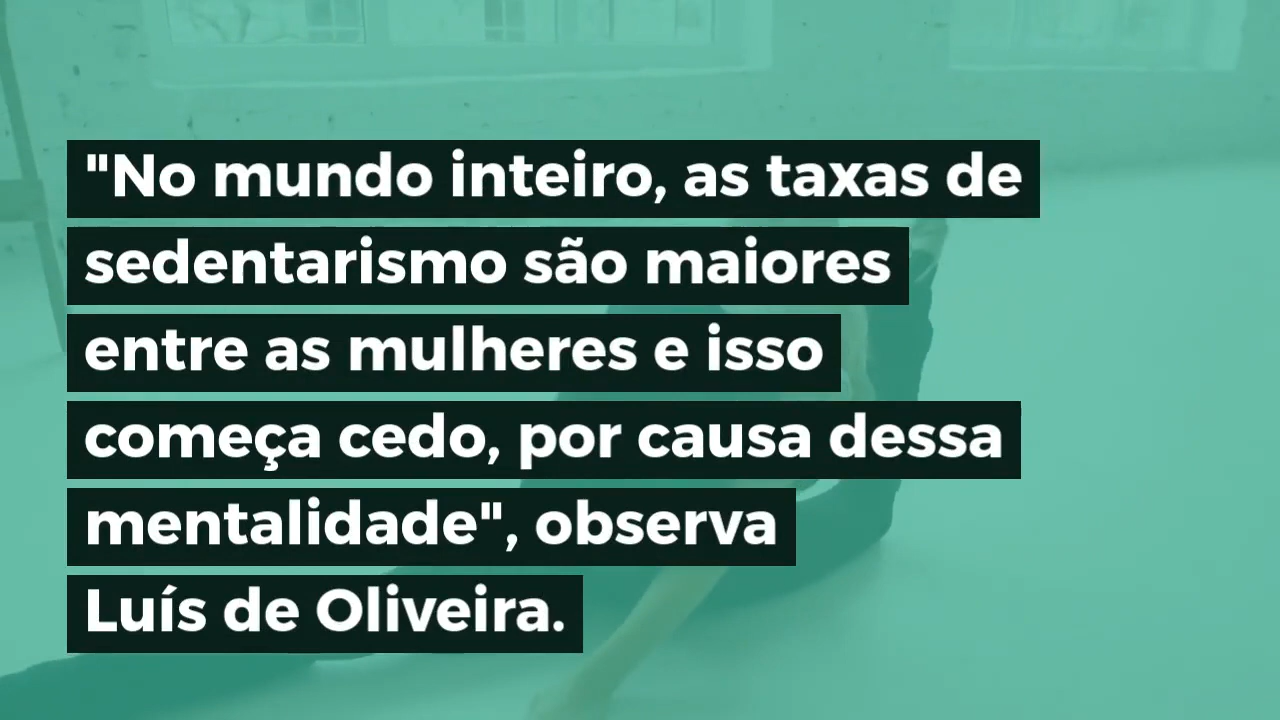 "No mundo inteiro, as taxas de
sedentarismo são maiores
entre as mulheres e isso
começa cedo, por causa dessa
mentalidade", observa
Luís de Oliveira.